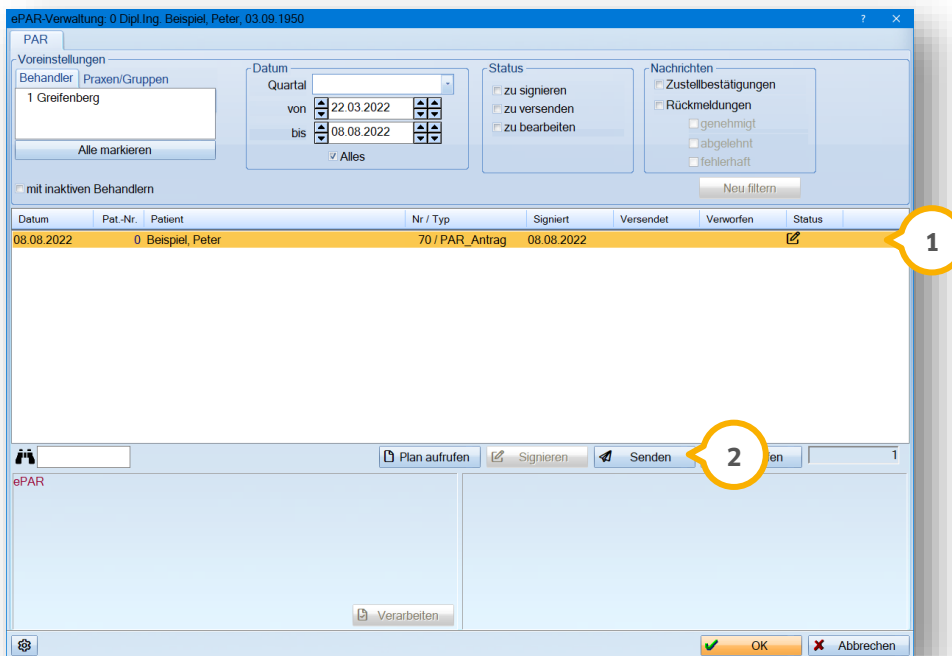 ePAR-Verwaltung: 0 Dipl.Ing. Beispiel, Peter, 03.09.1950
PAR
Voreinstellungen
Behandler Praxen/Gruppen
1 Greifenberg
Alle markieren
mit inaktiven Behandlern
Datum
Quartal
von 22.03.2022
bis 08.08.2022
Alles
Status
zu signieren
zu versenden
zu bearbeiten
Nachrichten
Zustellbestätigungen
Rückmeldungen
genehmigt
abgelehnt
fehlerhaft
Neu filtern
Datum Pat.-Nr. Patient Nr / Typ Signiert Versendet Verworfen Status
08.08.2022 0 Beispiel, Peter 70 / PAR_Antrag 08.08.2022
1
Plan aufrufen Signieren Senden 2 1
ePAR
Verarbeiten
OK Abbrechen